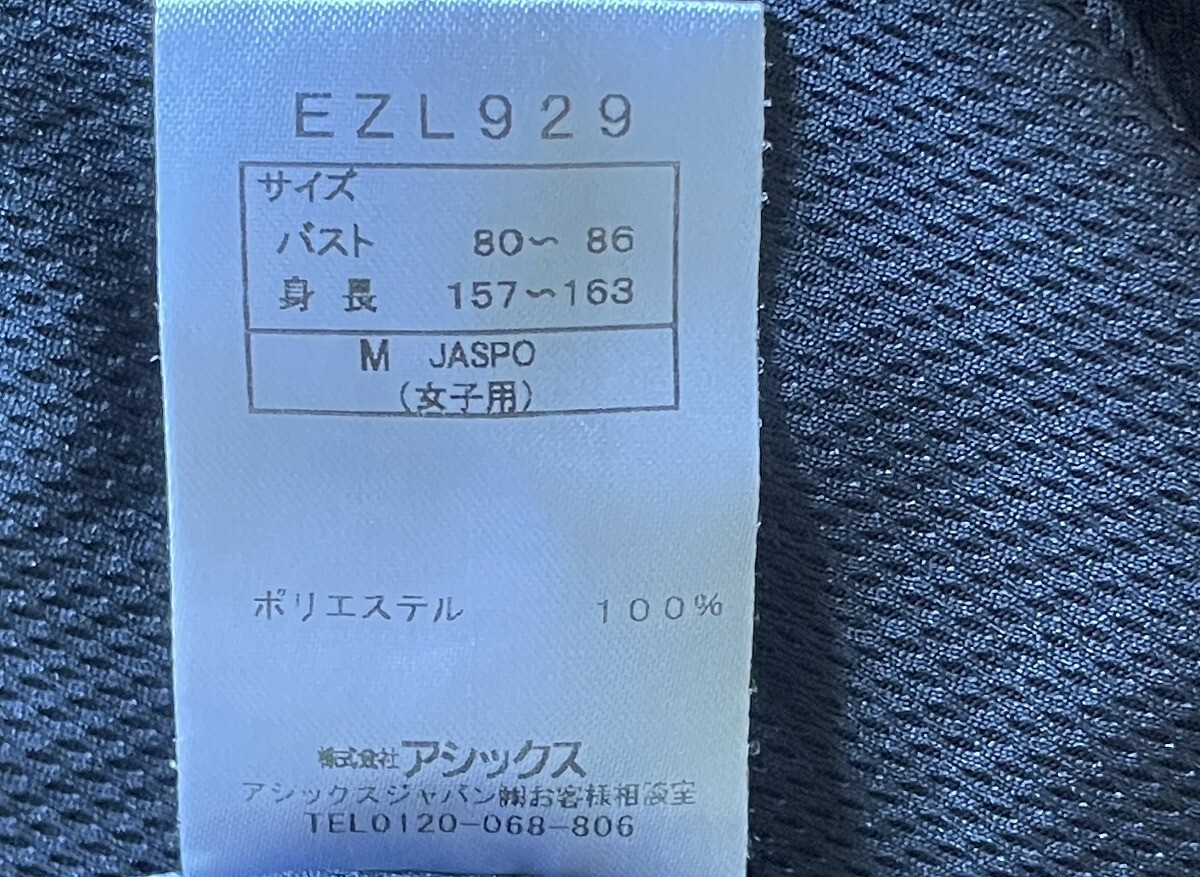 EZL929
サイズ
バスト 80〜 86
身長 157〜163
M JASPO
(女子用)
ポリエステル 100%
株式会社アシックス
アシックスジャパン㈱お客様相談室
TEL0120-068-806